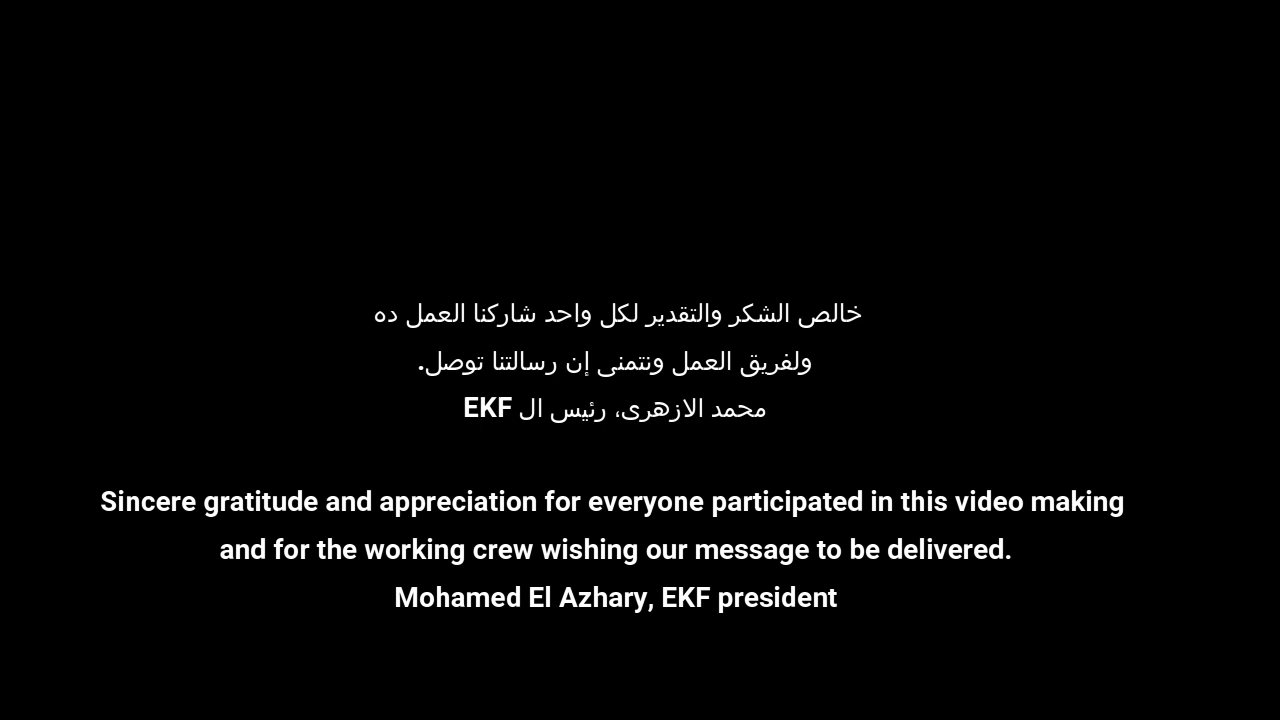 خالص الشكر والتقدير لكل واحد شاركنا العمل ده
ولفريق العمل ونتمنى إن رسالتنا توصل.
محمد الازهرى، رئيس ال EKF
Sincere gratitude and appreciation for everyone participated in this video making
and for the working crew wishing our message to be delivered.
Mohamed El Azhary, EKF president